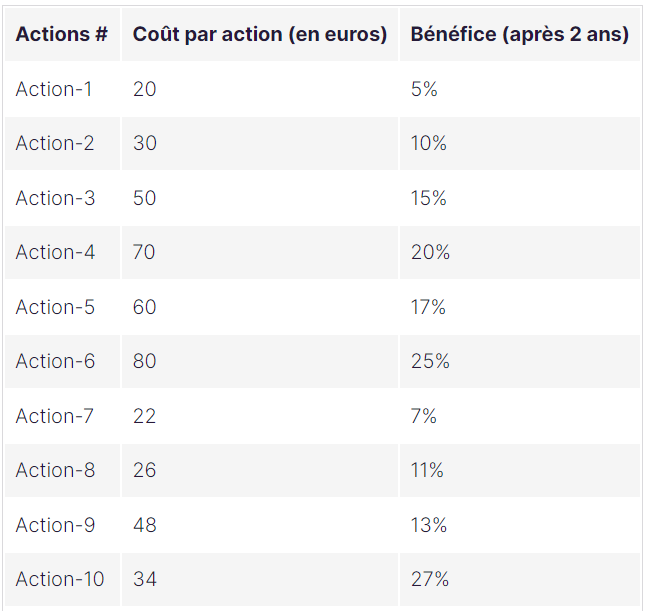 Actions # Coût par action (en euros) Bénéfice (après 2 ans)
Action-1 20 5%
Action-2 30 10%
Action-3 50 15%
Action-4 70 20%
Action-5 60 17%
Action-6 80 25%
Action-7 22 7%
Action-8 26 11%
Action-9 48 13%
Action-10 34 27%